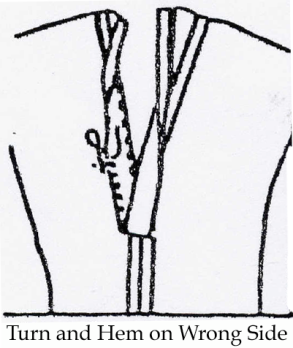 Turn and Hem on Wrong Side